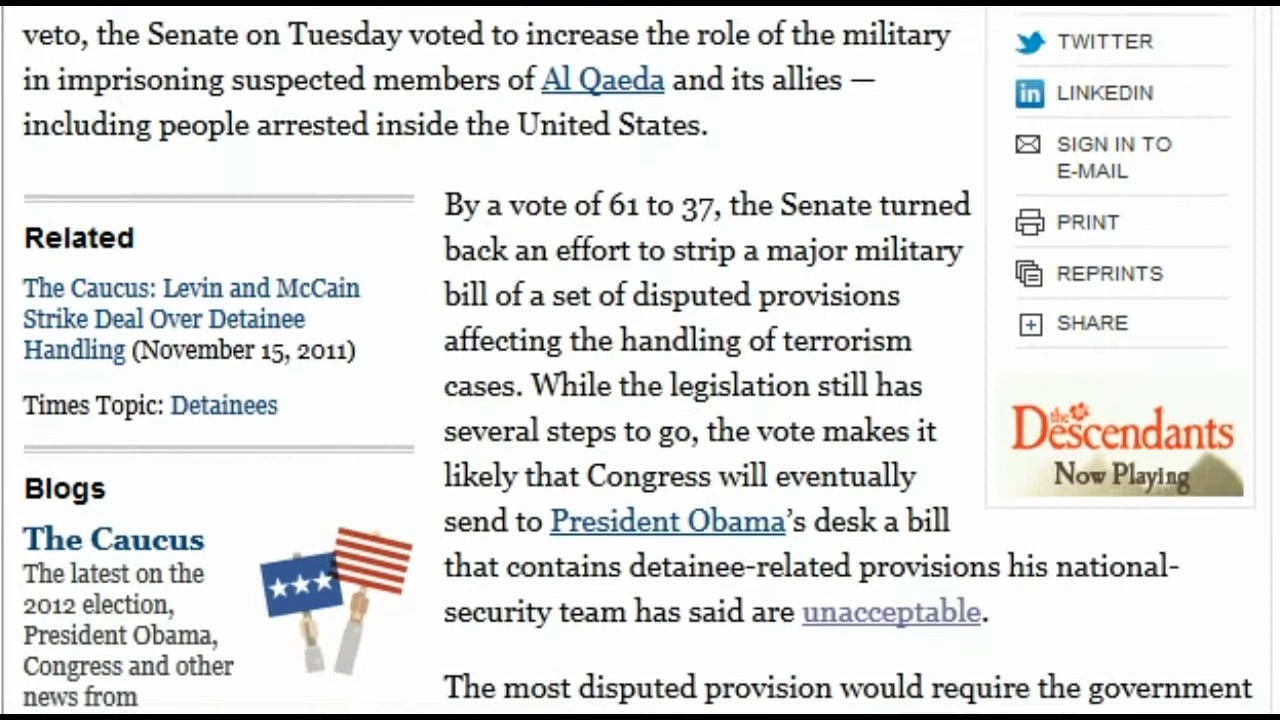 veto, the Senate on Tuesday voted to increase the role of the military
in imprisoning suspected members of Al Qaeda and its allies —
including people arrested inside the United States.
Related
The Caucus: Levin and McCain
Strike Deal Over Detainee
Handling (November 15, 2011)
Times Topic: Detainees
Blogs
The Caucus
The latest on the
2012 election,
President Obama,
Congress and other
news from
By a vote of 61 to 37, the Senate turned
back an effort to strip a major military
bill of a set of disputed provisions
affecting the handling of terrorism
cases. While the legislation still has
several steps to go, the vote makes it
likely that Congress will eventually
send to President Obama’s desk a bill
that contains detainee-related provisions his national-
security team has said are unacceptable.
The most disputed provision would require the government
TWITTER
in LINKEDIN
SIGN IN TO
E-MAIL
PRINT
REPRINTS
SHARE
the Descendants
Now Playing